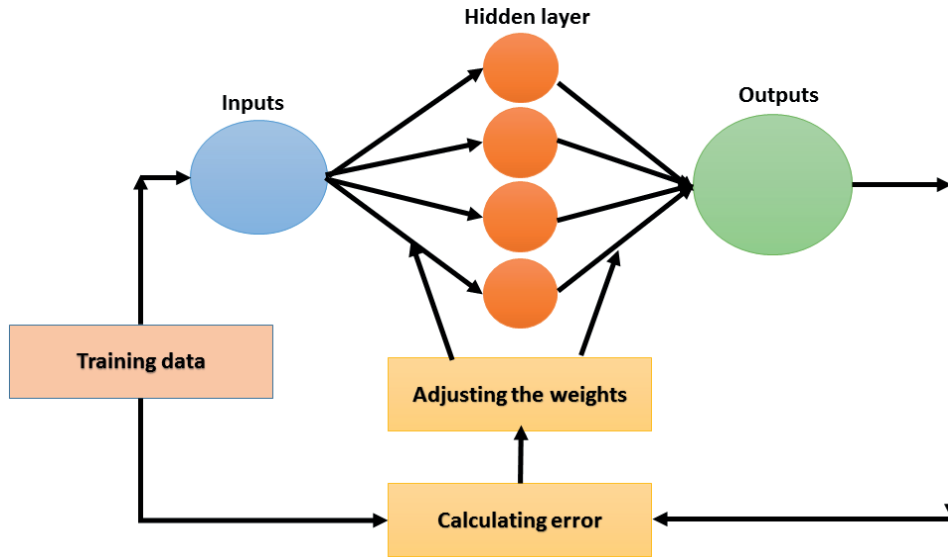 Hidden layer
Inputs
Outputs
Training data
Adjusting the weights
Calculating error